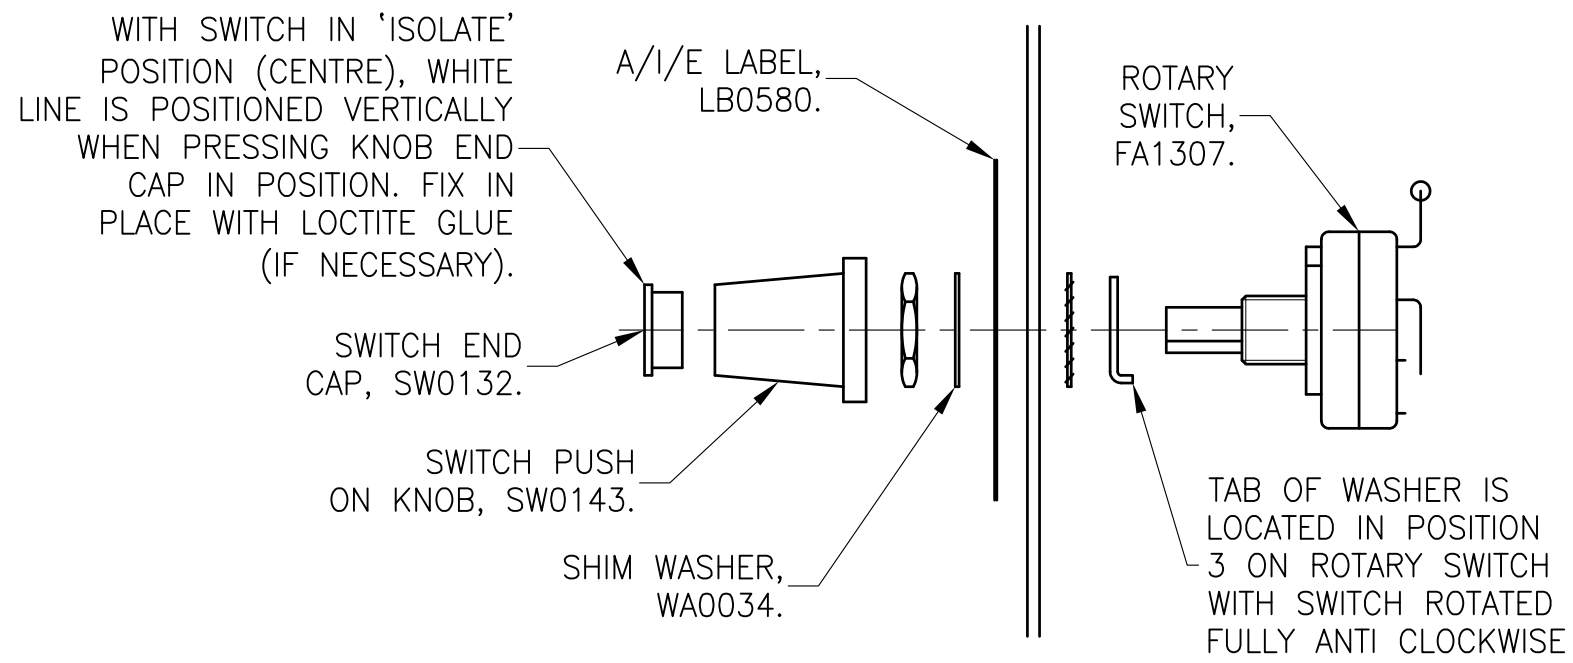 WITH SWITCH IN ‘ISOLATE’
POSITION (CENTRE), WHITE
LINE IS POSITIONED VERTICALLY
WHEN PRESSING KNOB END
CAP IN POSITION. FIX IN
PLACE WITH LOCTITE GLUE
(IF NECESSARY).
A/I/E LABEL,
LB0580.
ROTARY
SWITCH,
FA1307.
SWITCH END
CAP, SW0132.
SWITCH PUSH
ON KNOB, SW0143.
SHIM WASHER,
WA0034.
TAB OF WASHER IS
LOCATED IN POSITION
3 ON ROTARY SWITCH
WITH SWITCH ROTATED
FULLY ANTI CLOCKWISE